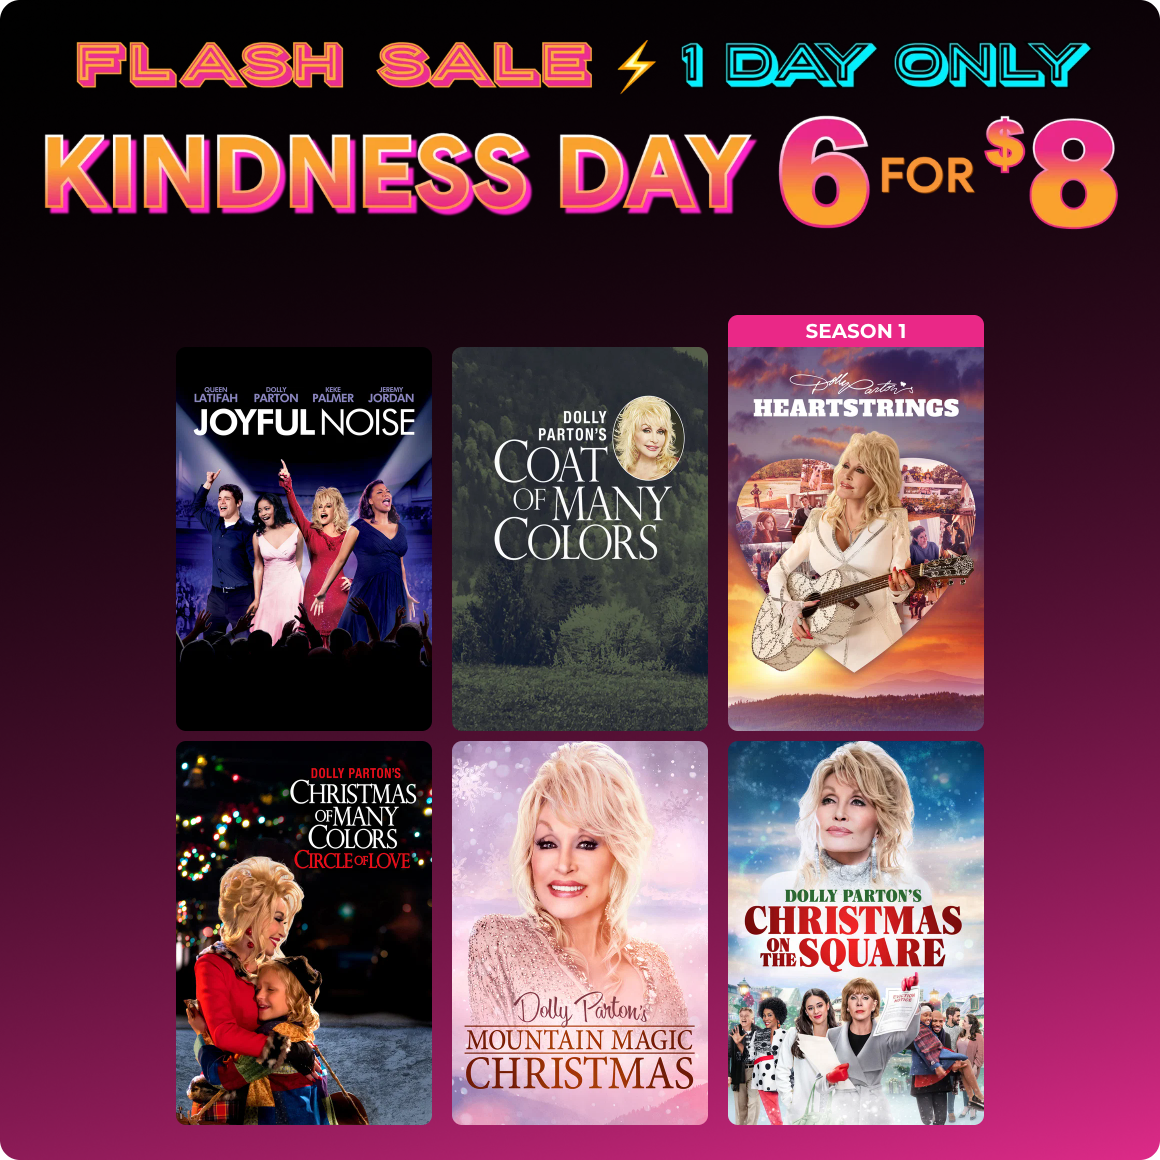 FLASH SALE ⚡ 1 DAY ONLY
KINDNESS DAY 6 FOR $8
SEASON 1
QUEEN LATIFAH DOLLY PARTON KEKE PALMER JEREMY JORDAN
JOYFUL NOISE
DOLLY
PARTON'S
COAT
OF MANY
COLORS
Dolly Parton's
HEARTSTRINGS
DOLLY PARTON'S
CHRISTMAS
OF MANY
COLORS
CIRCLE OF LOVE
Dolly Parton's
MOUNTAIN MAGIC
CHRISTMAS
DOLLY PARTON'S
CHRISTMAS
ON THE SQUARE
EVICTION
NOTICE